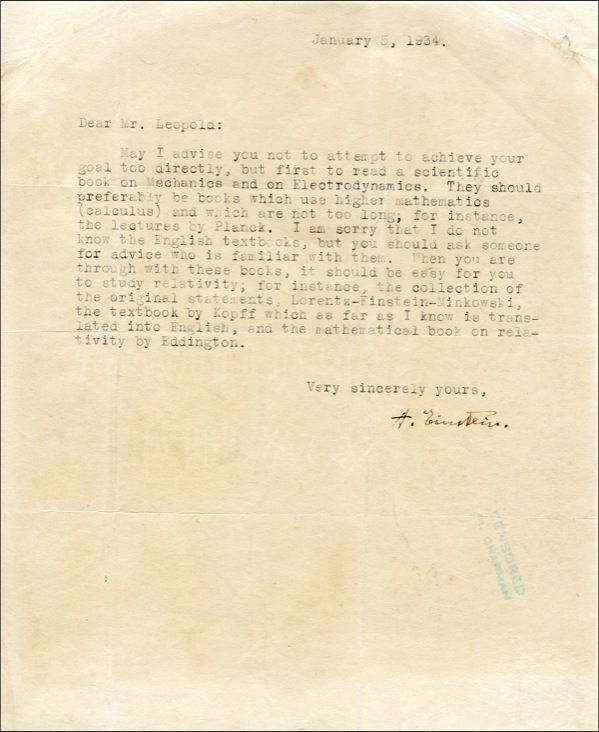 January 5, 1934.
Dear Mr. Leopold:
May I advise you not to attempt to achieve your
goal too directly, but first to read a scientific
book on Mechanics and on Electrodynamics. They should
preferably be books which use higher mathematics
(calculus) and which are not too long; for instance,
the lectures by Planck. I am sorry that I do not
know the English textbooks, but you should ask someone
for advice who is familiar with them. When you are
through with these books, it should be easy for you
to study relativity; for instance, the collection of
the original statements, Lorentz-Einstein-Minkowski,
the textbook by Kopff which as far as I know is trans-
lated into English, and the mathematical book on rela-
tivity by Eddington.
Very sincerely yours,
A. Einstein.
CENSORED
CHAPMAN